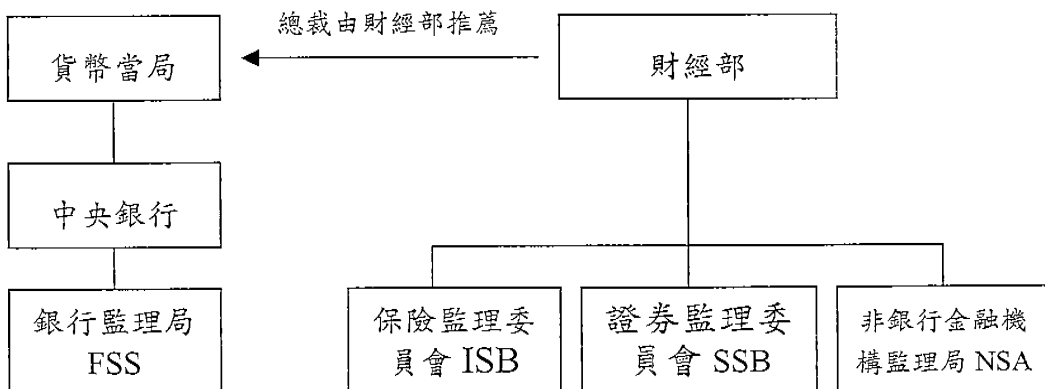 總裁由財經部推薦
貨幣當局
財經部
中央銀行
銀行監理局
FSS
保險監理委
員會 ISB
證券監理委
員會 SSB
非銀行金融機
構監理局 NSA